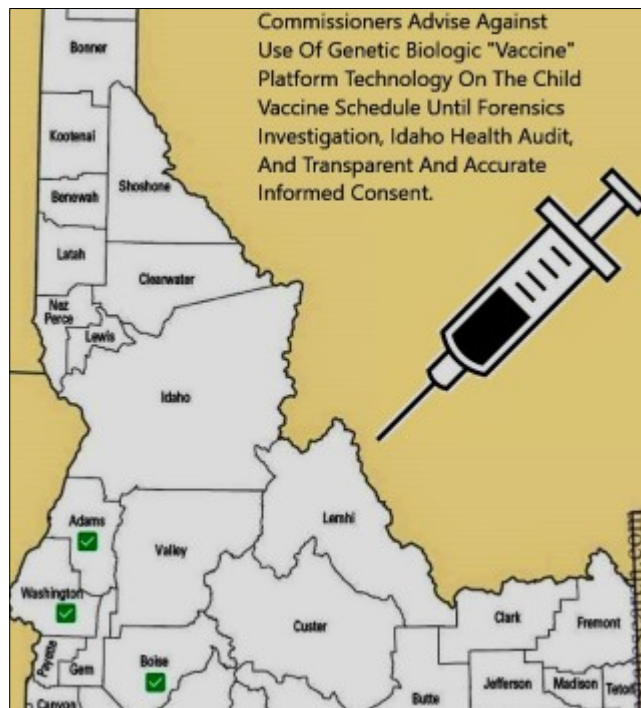 Commissioners Advise Against
Use Of Genetic Biologic "Vaccine"
Platform Technology On The Child
Vaccine Schedule Until Forensics
Investigation, Idaho Health Audit,
And Transparent And Accurate
Informed Consent.
Bonner
Kootenai
Benewah
Shoshone
Latah
Clearwater
Nez
Perce
Lewis
Idaho
Adams
Lemhi
Valley
Washington
Custer
Clark
Fremont
Payette
Gem
Boise
Butte
Jefferson
Madison
Teton
Canyon